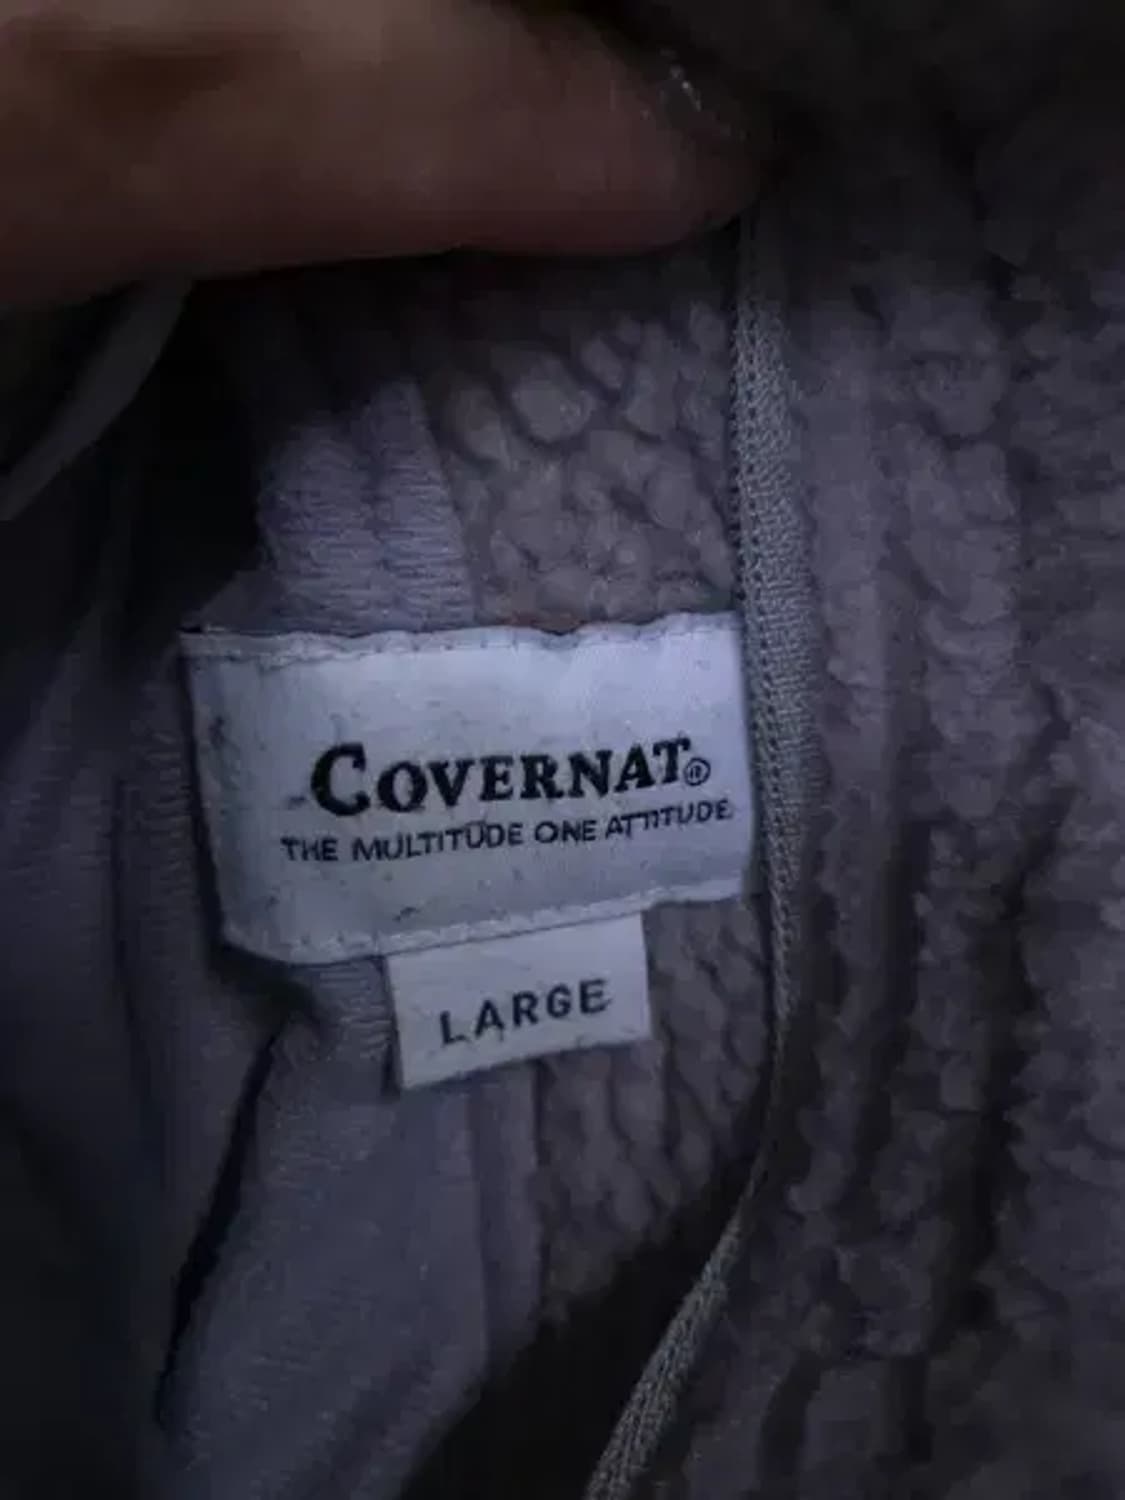 COVERNAT®
THE MULTITUDE ONE ATTITUDE
LARGE